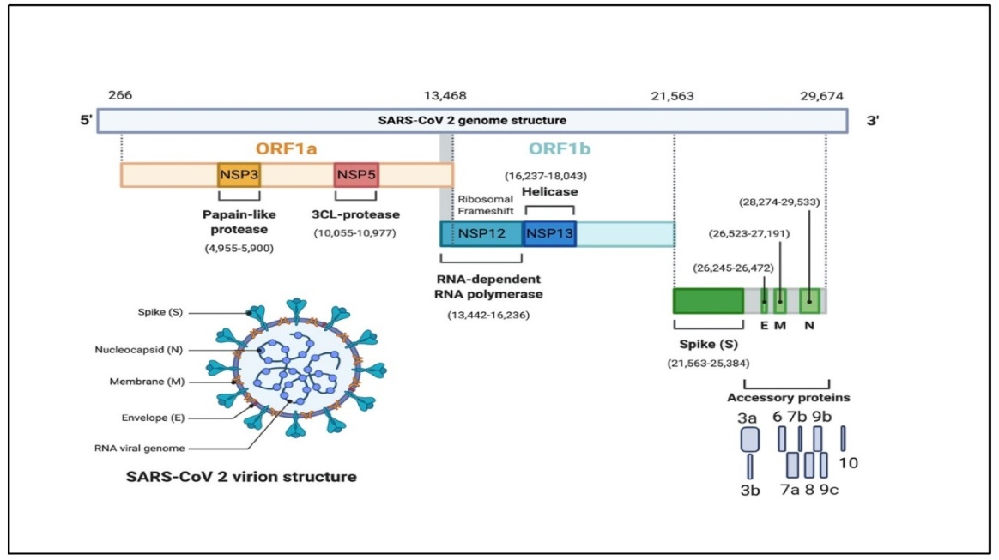 266 13,468 21,563 29,674
5' SARS-CoV 2 genome structure 3'
ORF1a ORF1b
NSP3 NSP5
(16,237-18,043)
Helicase
Ribosomal
Frameshift
Papain-like
protease
(4,955-5,900)
3CL-protease
(10,055-10,977)
NSP12 NSP13
RNA-dependent
RNA polymerase
(13,442-16,236)
(28,274-29,533)
(26,523-27,191)
(26,245-26,472)
E M N
Spike (S)
(21,563-25,384)
Accessory proteins
3a 6 7b 9b
10
3b 7a 8 9c
Spike (S)
Nucleocapsid (N)
Membrane (M)
Envelope (E)
RNA viral genome
SARS-CoV 2 virion structure